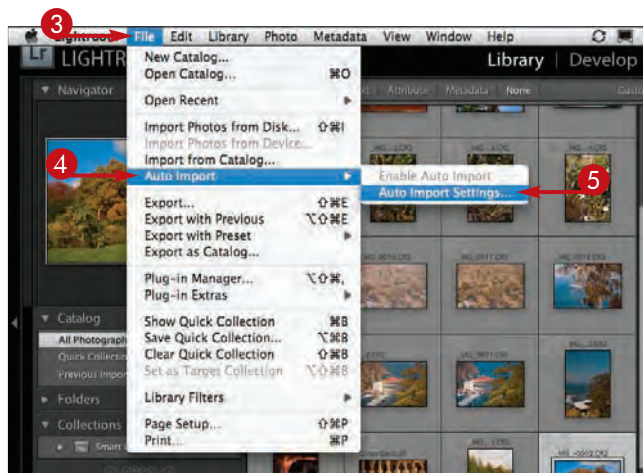 3
Lightroom File Edit Library Photo Metadata View Window Help
Lr LIGHTR
Library | Develop
Navigator
Attribute Metadata None
New Catalog...
Open Catalog... ⌘O
Open Recent
Import Photos from Disk... ⇧⌘I
Import Photos from Device...
Import from Catalog...
4
Auto Import
Enable Auto Import
Auto Import Settings...
5
Export... ⇧⌘E
Export with Previous ⌥⇧⌘E
Export with Preset
Export as Catalog...
Plug-in Manager... ⌥⇧⌘,
Plug-in Extras
Show Quick Collection ⌘B
Save Quick Collection... ⌥⌘B
Clear Quick Collection ⇧⌘B
Set as Target Collection ⌥⇧⌘B
Library Filters
Page Setup... ⇧⌘P
Print... ⌘P
Catalog
All Photograph
Quick Collectio
Previous Impor
Folders
Collections
Smart